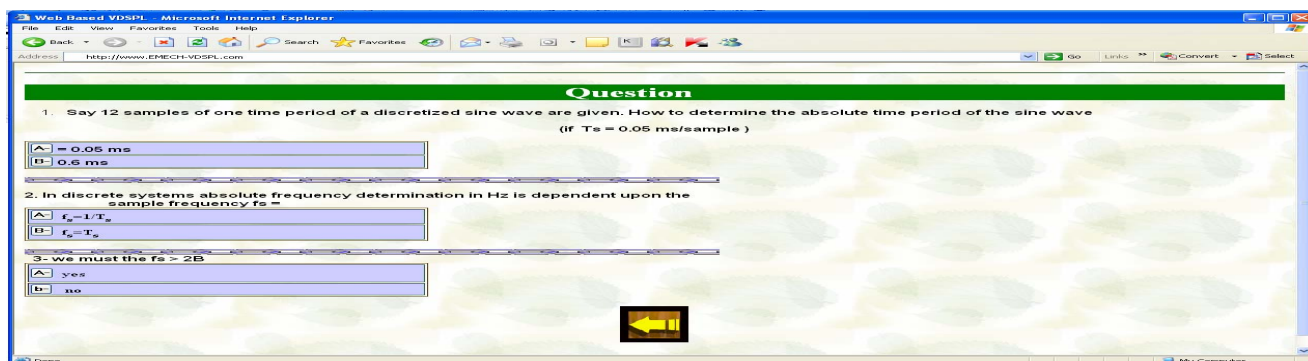 Web Based VDSPL - Microsoft Internet Explorer
File Edit View Favorites Tools Help
Back Search Favorites
Address http://www.EMECH-VDSPL.com Go Links » Convert Select
Question
1. Say 12 samples of one time period of a discretized sine wave are given. How to determine the absolute time period of the sine wave
(if Ts = 0.05 ms/sample )
A- = 0.05 ms
B- 0.6 ms
2. In discrete systems absolute frequency determination in Hz is dependent upon the
sample frequency fs =
A- fs=1/Ts
B- fs=Ts
3- we must the fs > 2B
A- yes
b- no
Done My Computer